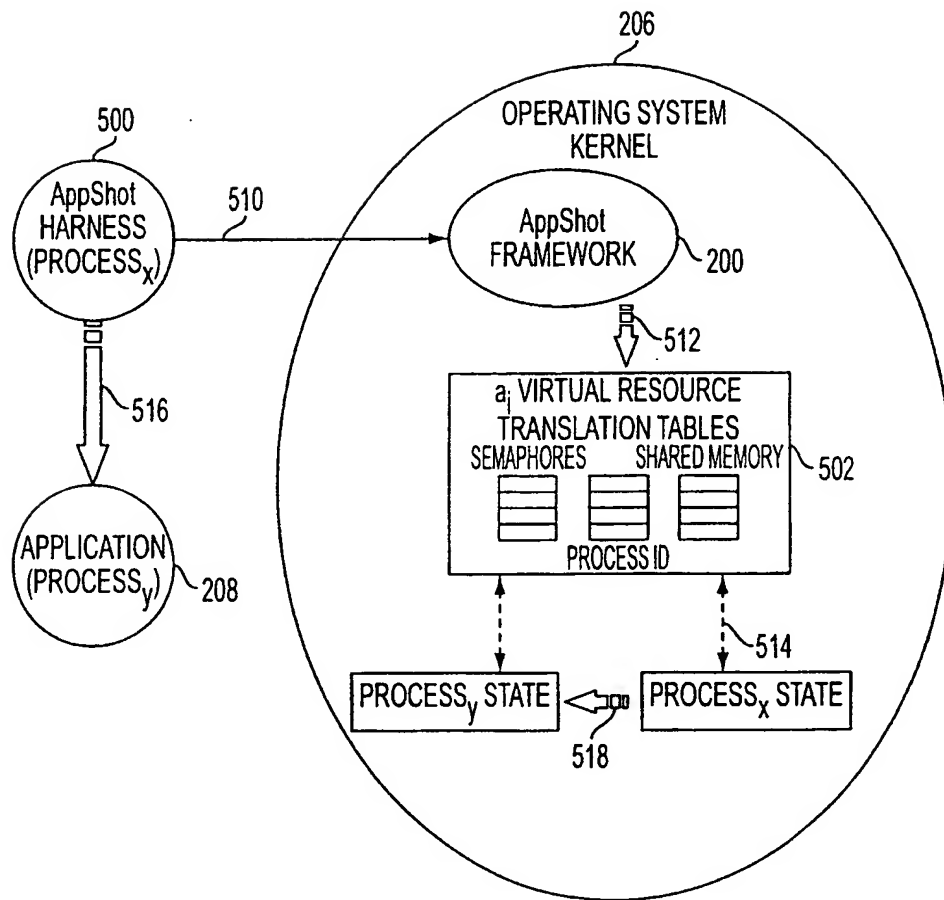 206
OPERATING SYSTEM
KERNEL
500
AppShot
HARNESS
(PROCESSx)
510
AppShot
FRAMEWORK
200
512
516
ai VIRTUAL RESOURCE
TRANSLATION TABLES
SEMAPHORES SHARED MEMORY
502
PROCESS ID
APPLICATION
(PROCESSy)
208
514
PROCESSy STATE
PROCESSx STATE
518